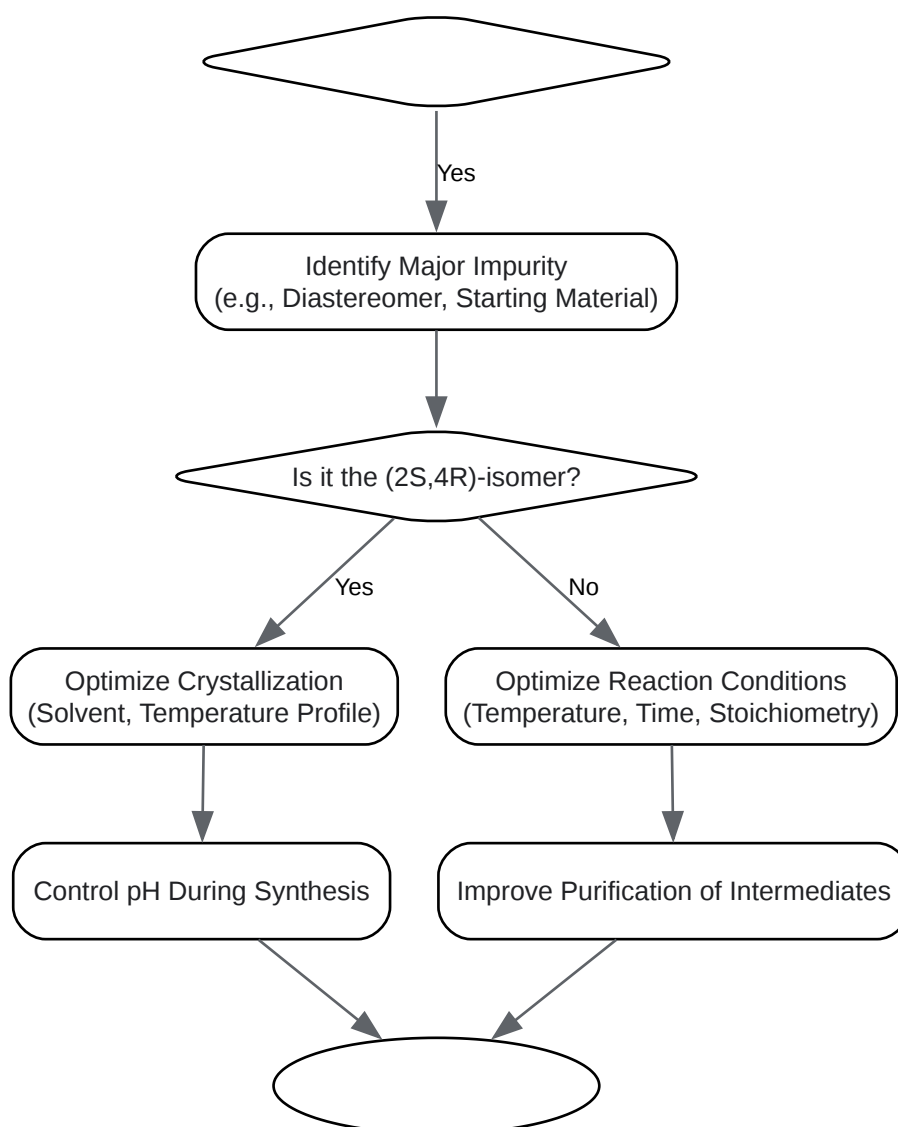 Yes
Identify Major Impurity
(e.g., Diastereomer, Starting Material)
Is it the (2S,4R)-isomer?
Yes
No
Optimize Crystallization
(Solvent, Temperature Profile)
Optimize Reaction Conditions
(Temperature, Time, Stoichiometry)
Control pH During Synthesis
Improve Purification of Intermediates